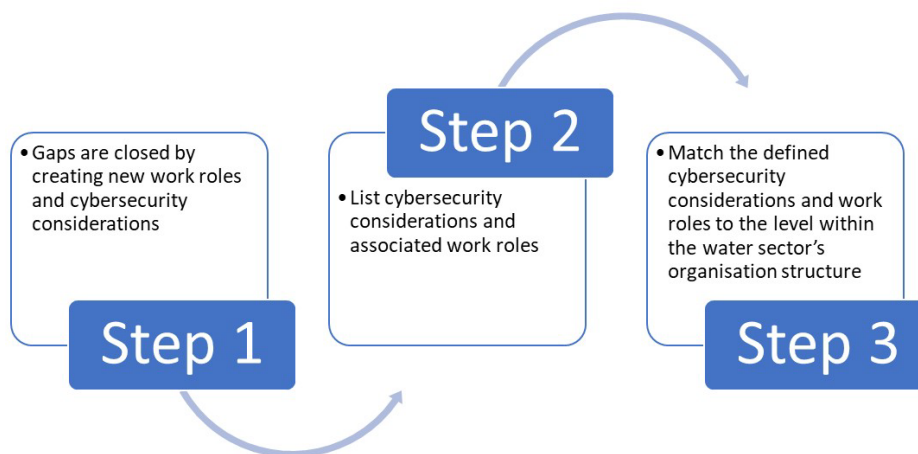 • Gaps are closed by
creating new work roles
and cybersecurity
considerations
Step 1
Step 2
• List cybersecurity
considerations and
associated work roles
• Match the defined
cybersecurity
considerations and work
roles to the level within
the water sector’s
organisation structure
Step 3